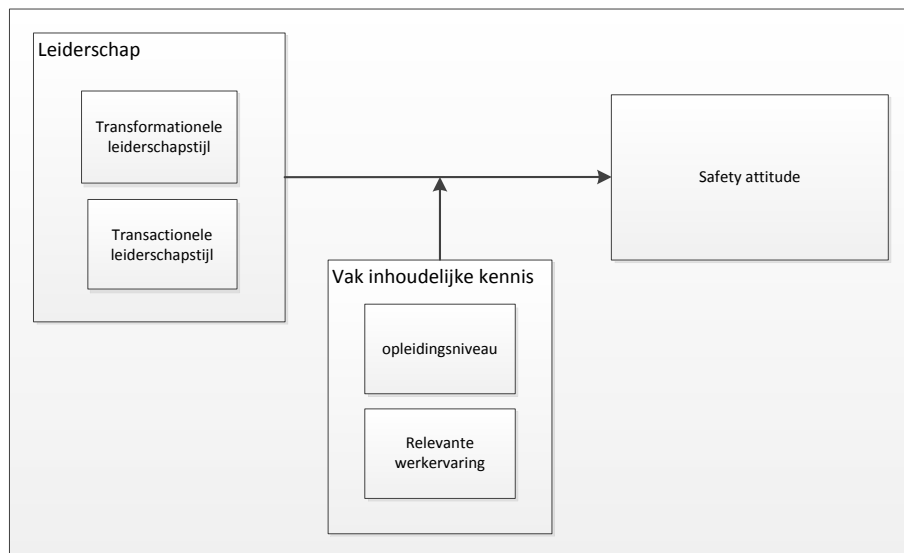 Leiderschap
Transformationele
leiderschapstijl
Transactionele
leiderschapstijl
Safety attitude
Vak inhoudelijke kennis
opleidingsniveau
Relevante
werkervaring